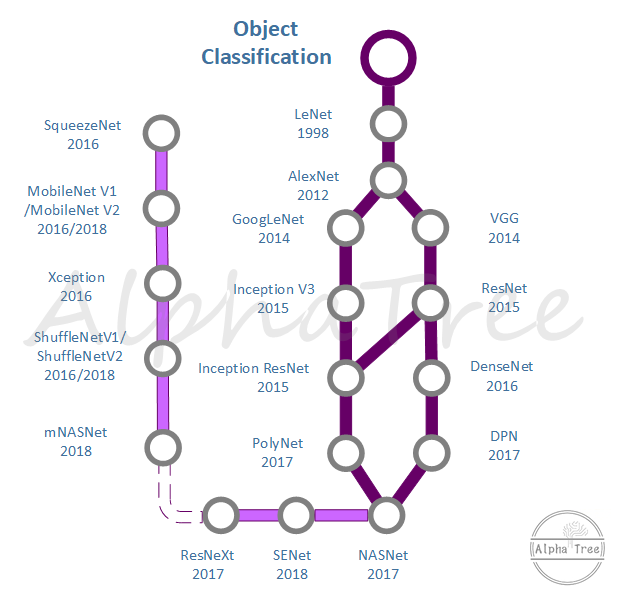 Object
Classification
LeNet
1998
AlexNet
2012
GoogLeNet
2014
VGG
2014
Inception V3
2015
ResNet
2015
Inception ResNet
2015
DenseNet
2016
PolyNet
2017
DPN
2017
NASNet
2017
SENet
2018
ResNeXt
2017
SqueezeNet
2016
MobileNet V1
/MobileNet V2
2016/2018
Xception
2016
ShuffleNetV1/
ShuffleNetV2
2016/2018
mNASNet
2018
AlphaTree
Alpha Tree